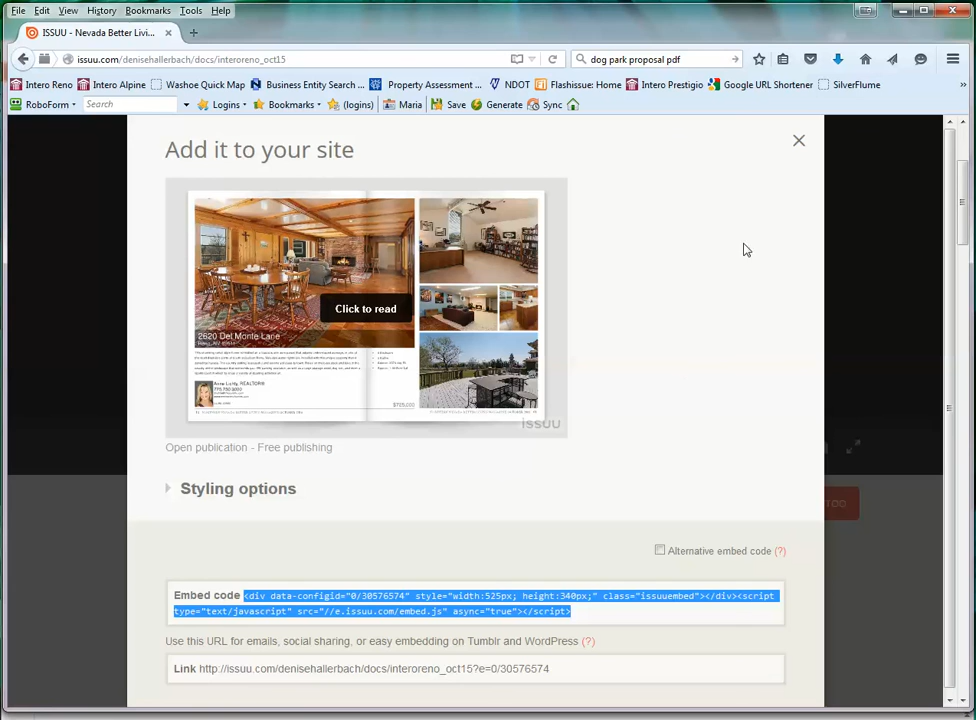 File Edit View History Bookmarks Tools Help
ISSUU - Nevada Better Livi...
issuu.com/denisehallerbach/docs/interoreno_oct15
dog park proposal pdf
Intero Reno Intero Alpine Washoe Quick Map Business Entity Search ... Property Assessment ... NDOT Flashissue: Home Intero Prestigio Google URL Shortener SilverFlume
RoboForm Search Logins Bookmarks (logins) Maria Save Generate Sync
Add it to your site
Click to read
2620 Del Monte Lane
$725,000
issuu
Open publication - Free publishing
Styling options
Alternative embed code (?)
Embed code <div data-configid="0/30576574" style="width:525px; height:340px;" class="issuuembed"></div><script
type="text/javascript" src="//e.issuu.com/embed.js" async="true"></script>
Use this URL for emails, social sharing, or easy embedding on Tumblr and WordPress (?)
Link http://issuu.com/denisehallerbach/docs/interoreno_oct15?e=0/30576574